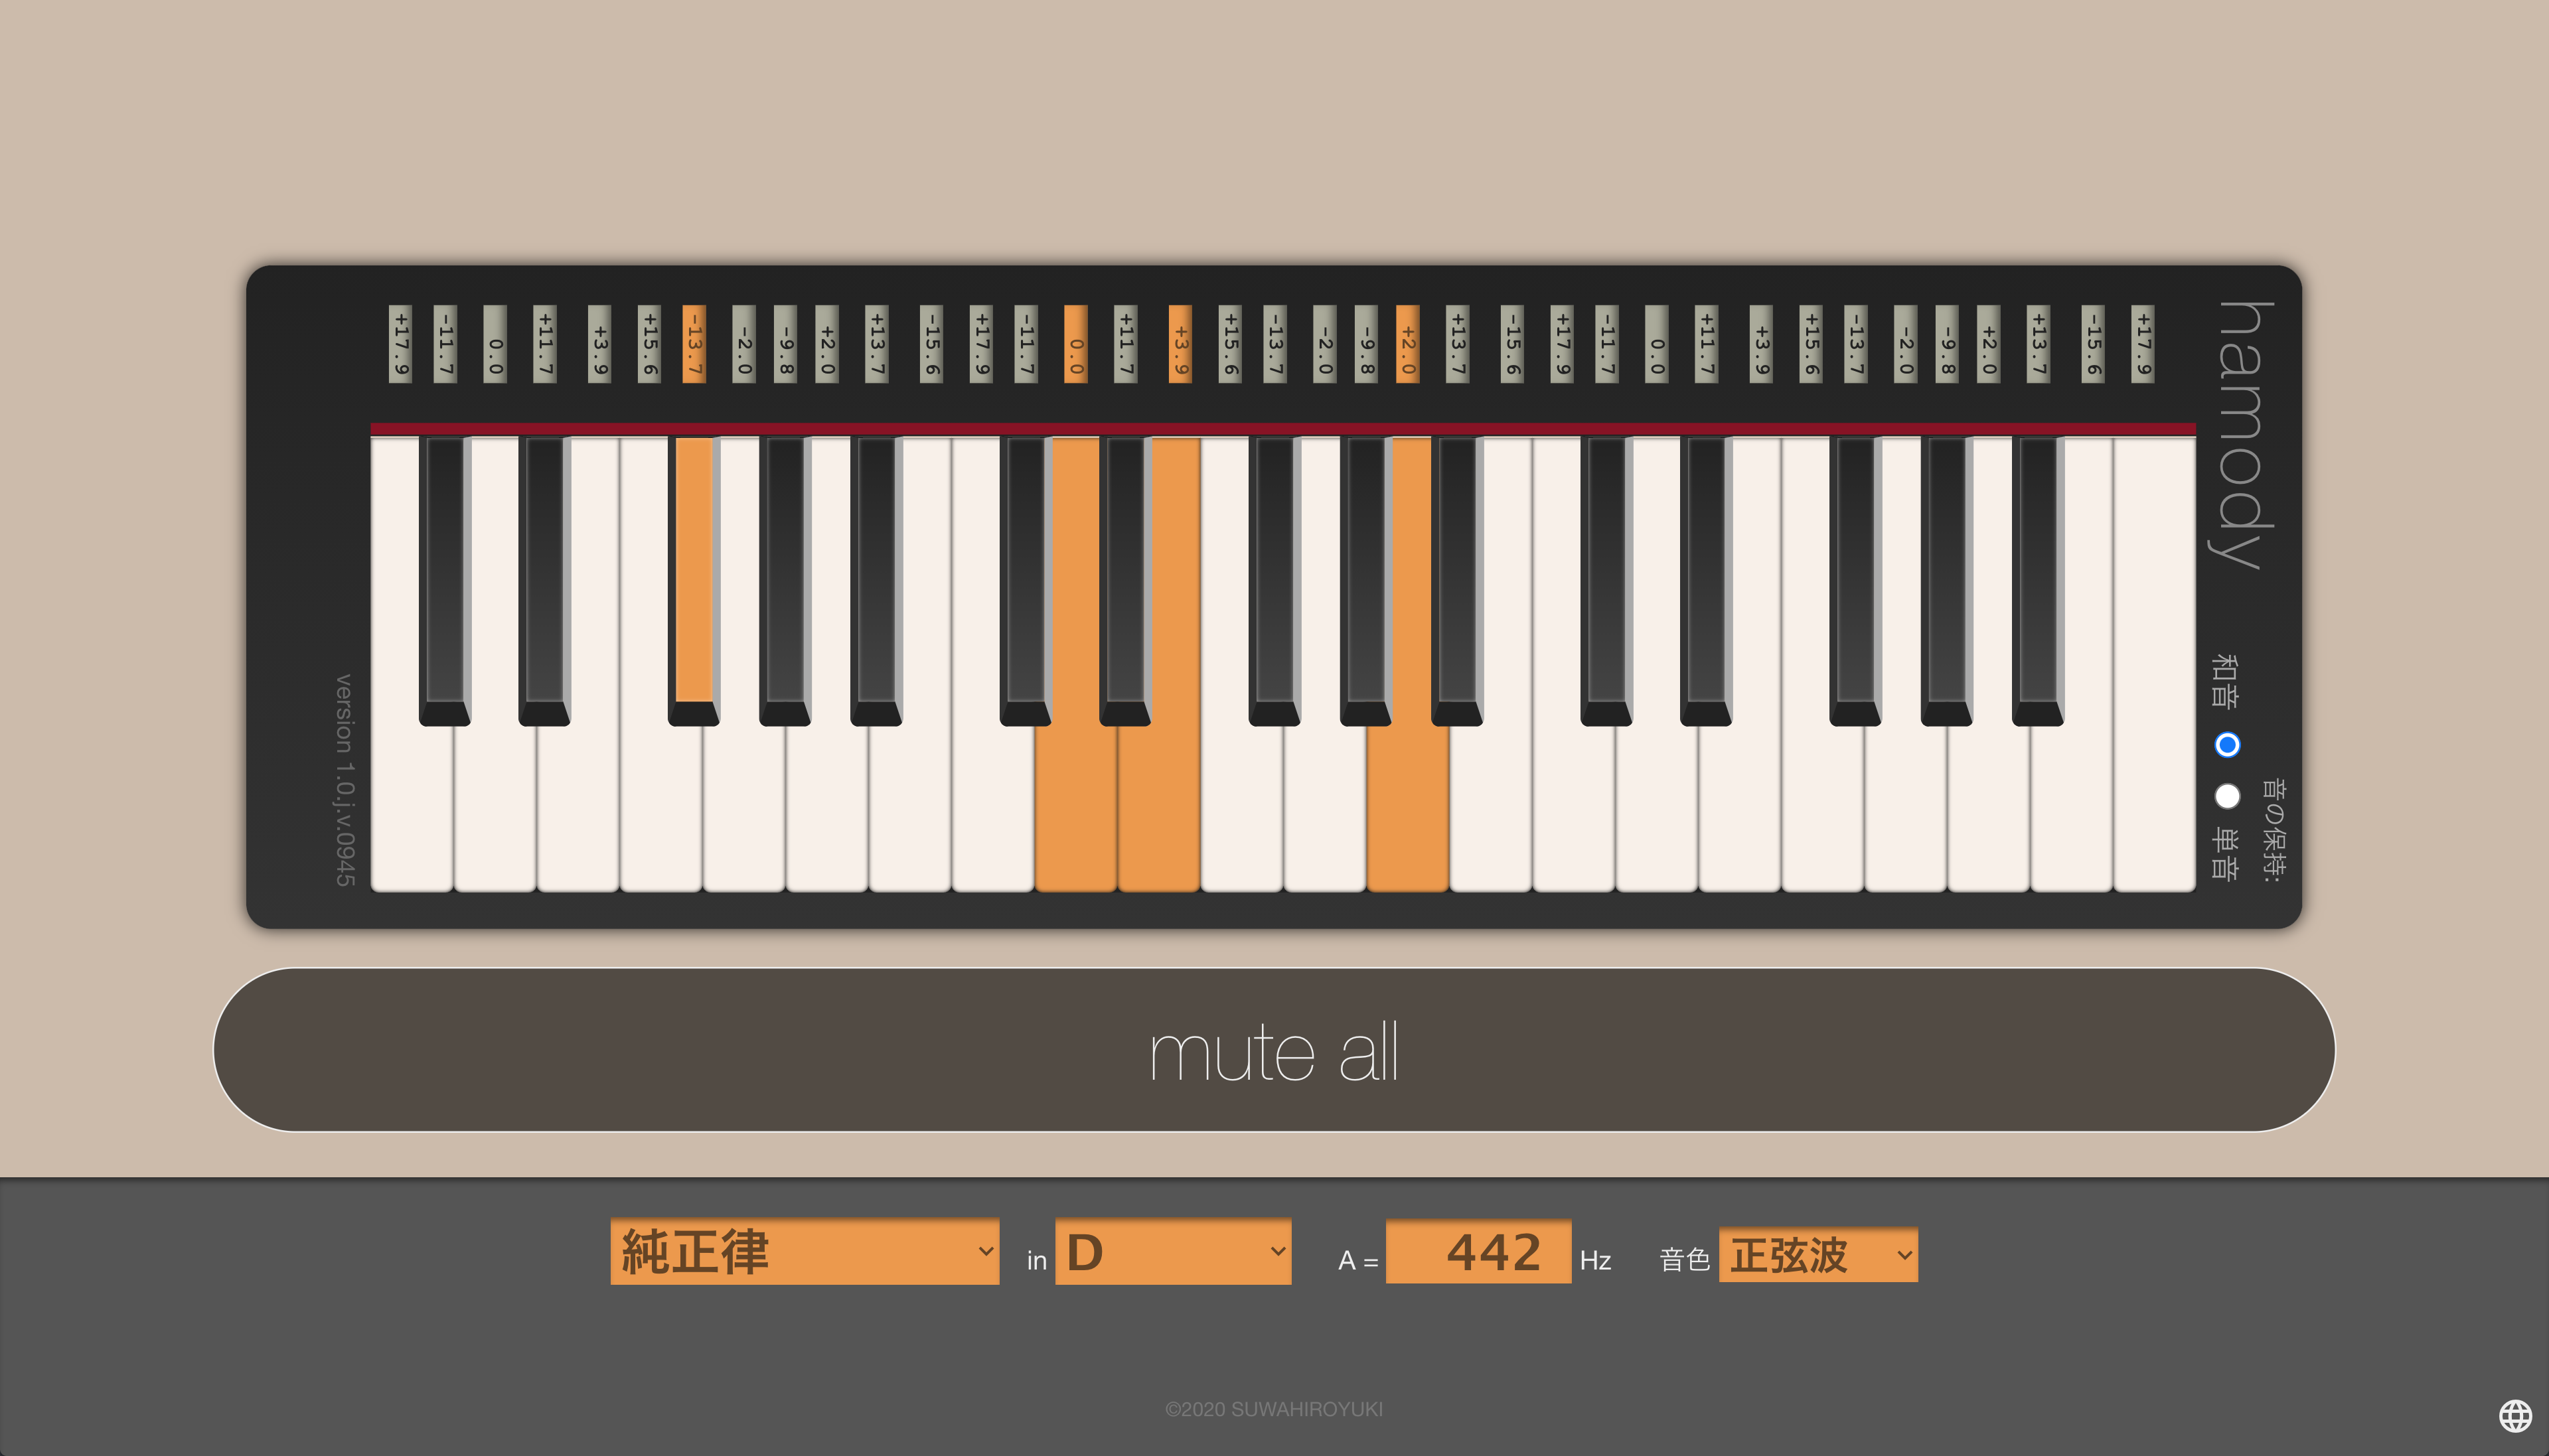 +17.9 -11.7 0.0 +11.7 +3.9 +15.6 -13.7 -2.0 -9.8 +2.0 +13.7 -15.6 +17.9 -11.7 0.0 +11.7 +3.9 +15.6 -13.7 -2.0 -9.8 +2.0 +13.7 -15.6 +17.9 -11.7 0.0 +11.7 +3.9 +15.6 -13.7 -2.0 -9.8 +2.0 +13.7 -15.6 +17.9
hamody
音の保持:
和音 単音
version 1.0.j.v.0945
mute all
純正律 in D A = 442 Hz 音色 正弦波
©2020 SUWAHIROYUKI